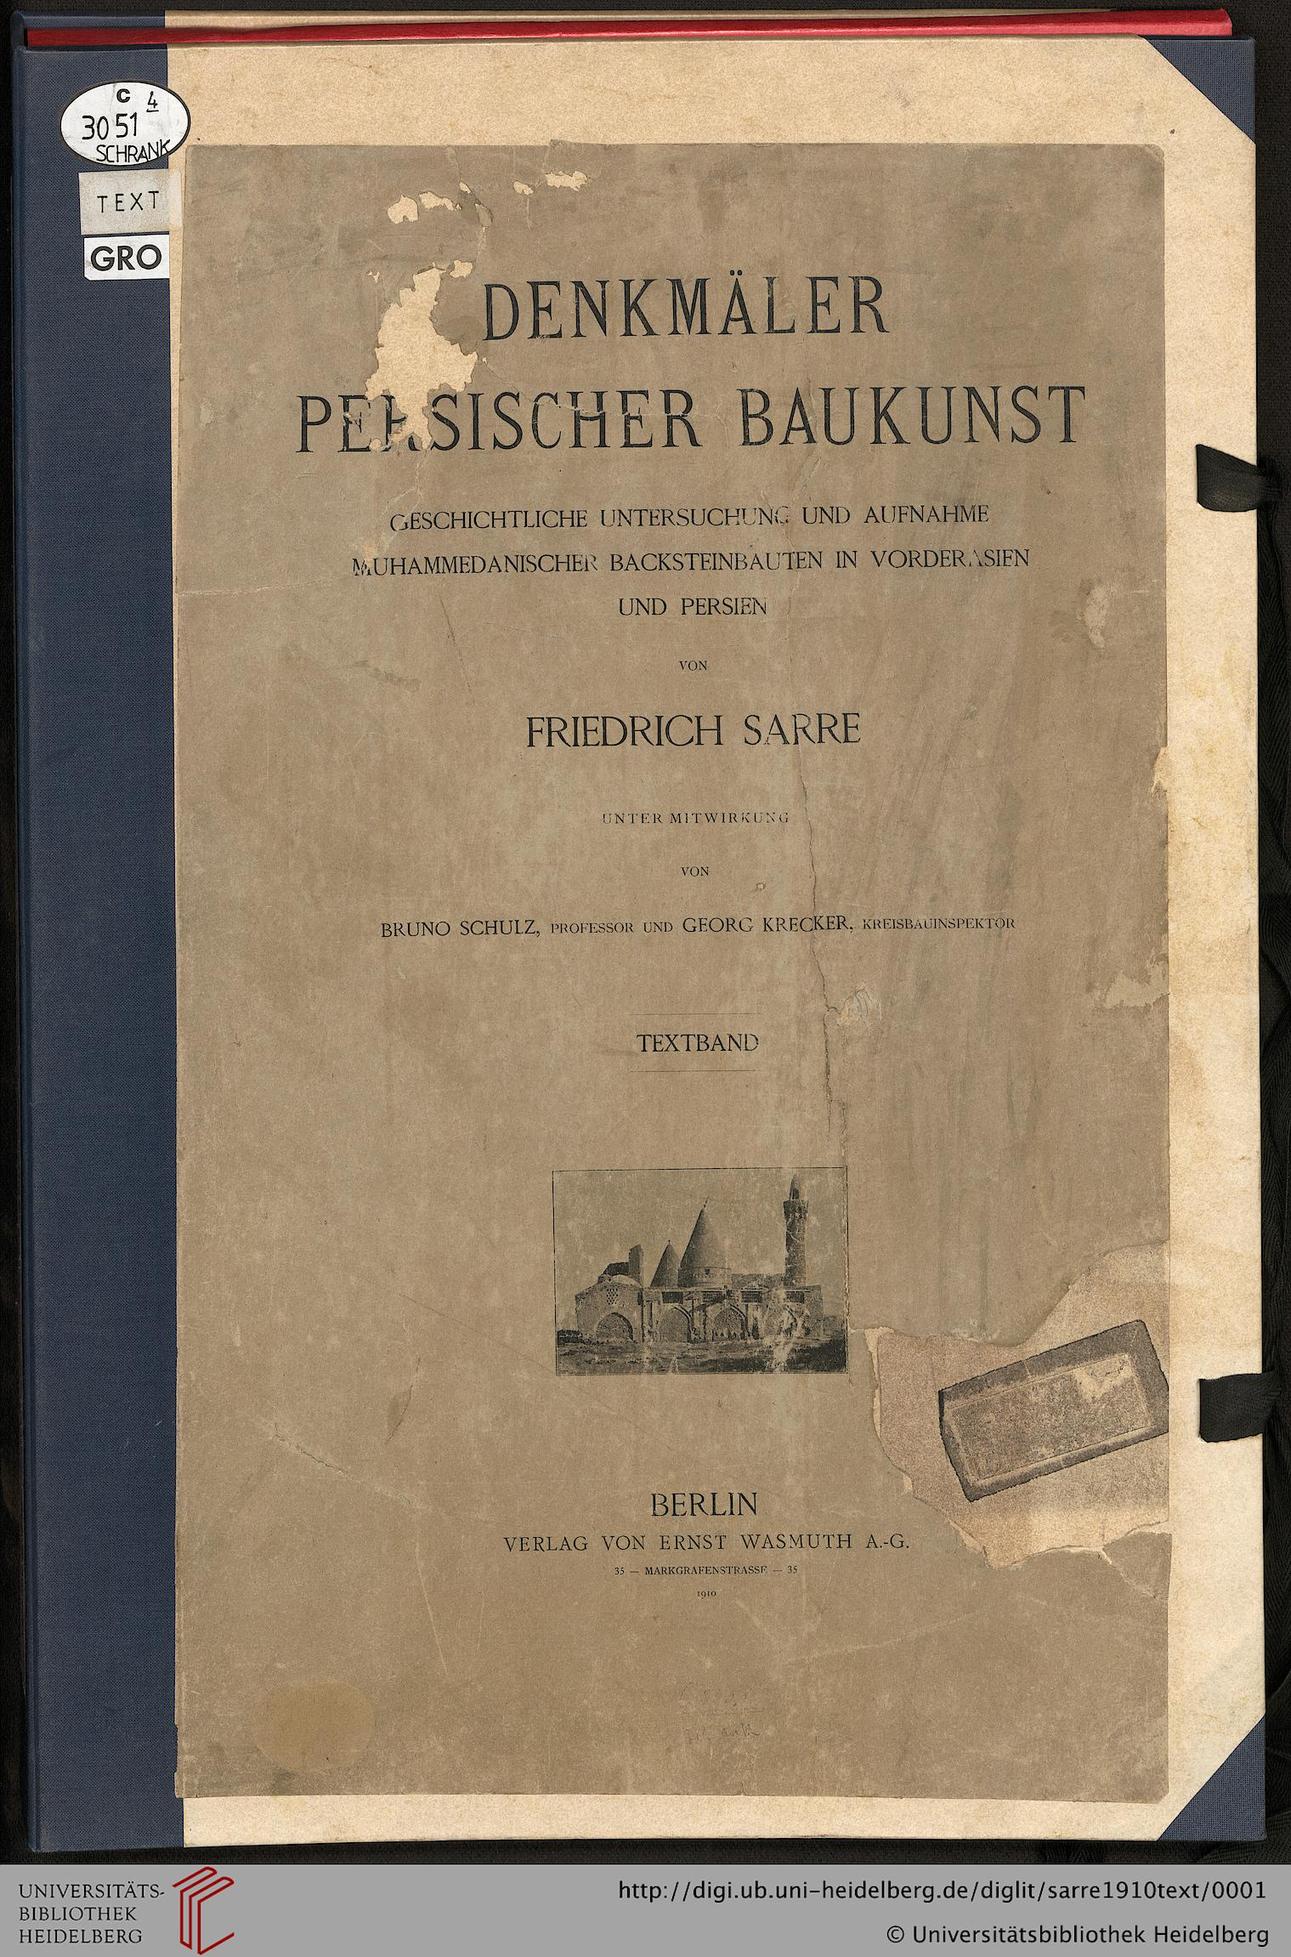 C 4
3051
SCHRANK
TEXT
GRO
DENKMÄLER
PERSISCHER BAUKUNST
GESCHICHTLICHE UNTERSUCHUNG UND AUFNAHME
MUHAMMEDANISCHER BACKSTEINBAUTEN IN VORDERASIEN
UND PERSIEN
VON
FRIEDRICH SARRE
UNTER MITWIRKUNG
VON
BRUNO SCHULZ, PROFESSOR UND GEORG KRECKER, KREISBAUINSPEKTOR
TEXTBAND
BERLIN
VERLAG VON ERNST WASMUTH A.-G.
35 — MARKGRAFENSTRASSE — 35
1910
UNIVERSITÄTS-
BIBLIOTHEK
HEIDELBERG
http://digi.ub.uni-heidelberg.de/diglit/sarre1910text/0001
© Universitätsbibliothek Heidelberg